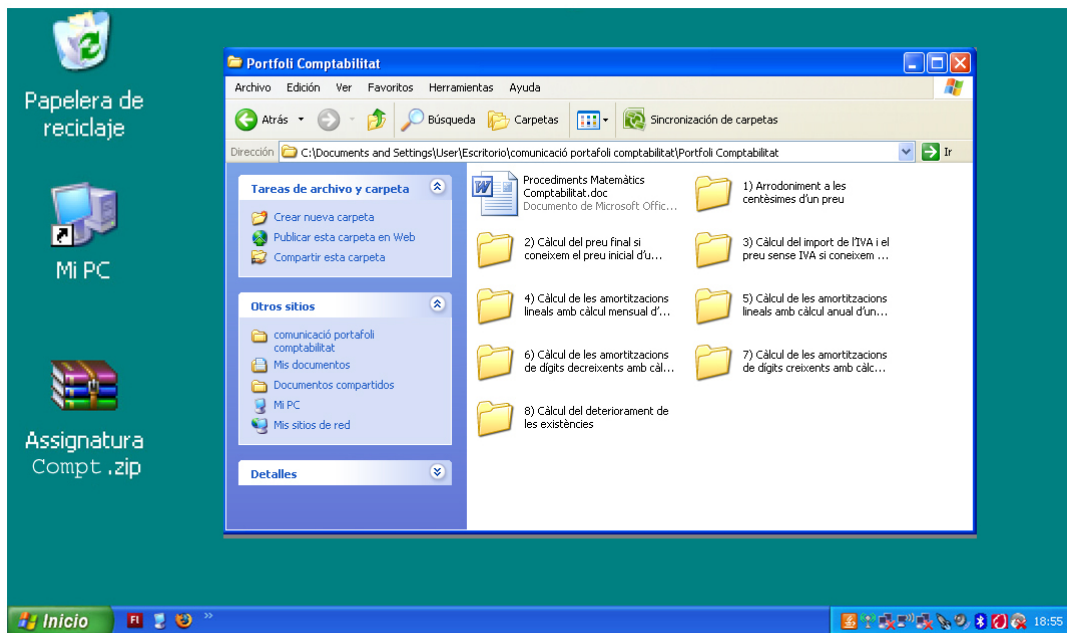 Papelera de
reciclaje
Mi PC
Assignatura
Compt .zip
Portfoli Comptabilitat
Archivo Edición Ver Favoritos Herramientas Ayuda
Atrás Búsqueda Carpetas Sincronización de carpetas
Dirección C:\Documents and Settings\User\Escritorio\comunicació portafoli comptabilitat\Portfoli Comptabilitat Ir
Tareas de archivo y carpeta
Crear nueva carpeta
Publicar esta carpeta en Web
Compartir esta carpeta
Otros sitios
comunicació portafoli
comptabilitat
Mis documentos
Documentos compartidos
Mi PC
Mis sitios de red
Detalles
Procediments Matemàtics
Comptabilitat.doc
Documento de Microsoft Offic...
1) Arrodoniment a les
centèsimes d'un preu
2) Càlcul del preu final si
coneixem el preu inicial d'u...
3) Càlcul del import de l'IVA i el
preu sense IVA si coneixem ...
4) Càlcul de les amortitzacions
lineals amb càlcul mensual d'...
5) Càlcul de les amortitzacions
lineals amb càlcul anual d'un...
6) Càlcul de les amortitzacions
de dígits decreixents amb càl...
7) Càlcul de les amortitzacions
de dígits creixents amb càlc...
8) Càlcul del deteriorament de
les existències
Inicio FI » 18:55